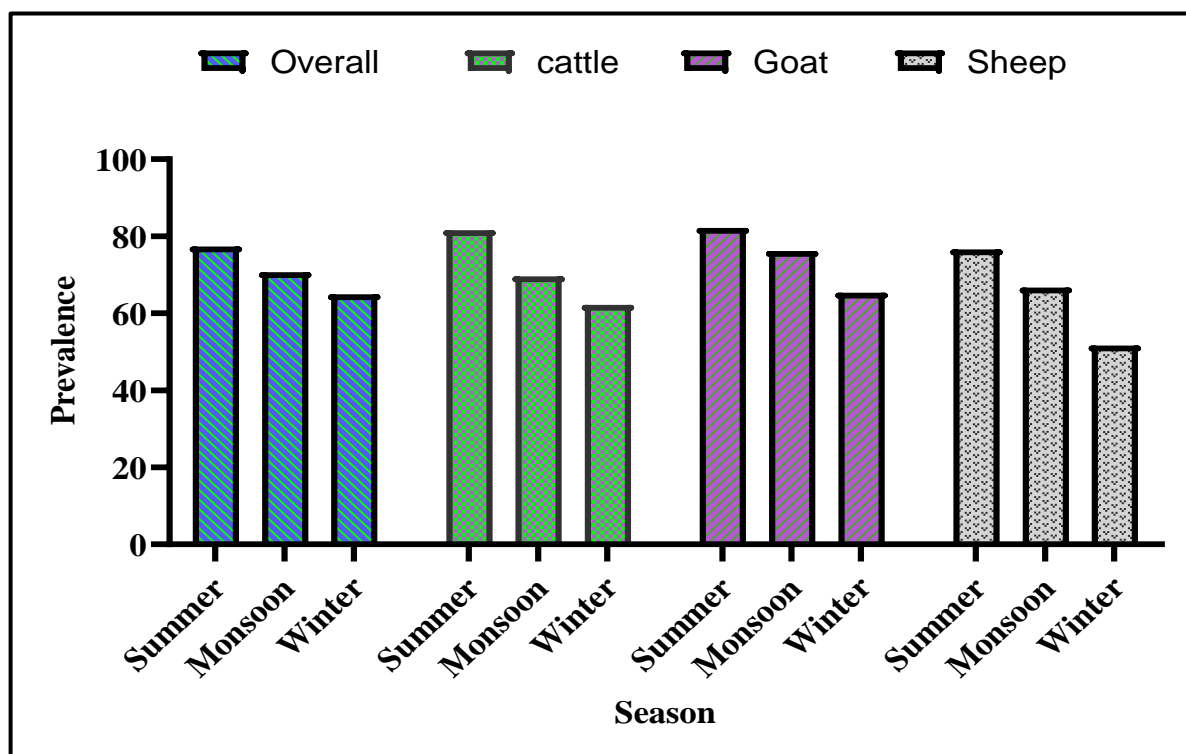 Overall cattle Goat Sheep
100
80
60
40
20
0
Prevalence
Summer Monsoon Winter Summer Monsoon Winter Summer Monsoon Winter Summer Monsoon Winter
Season